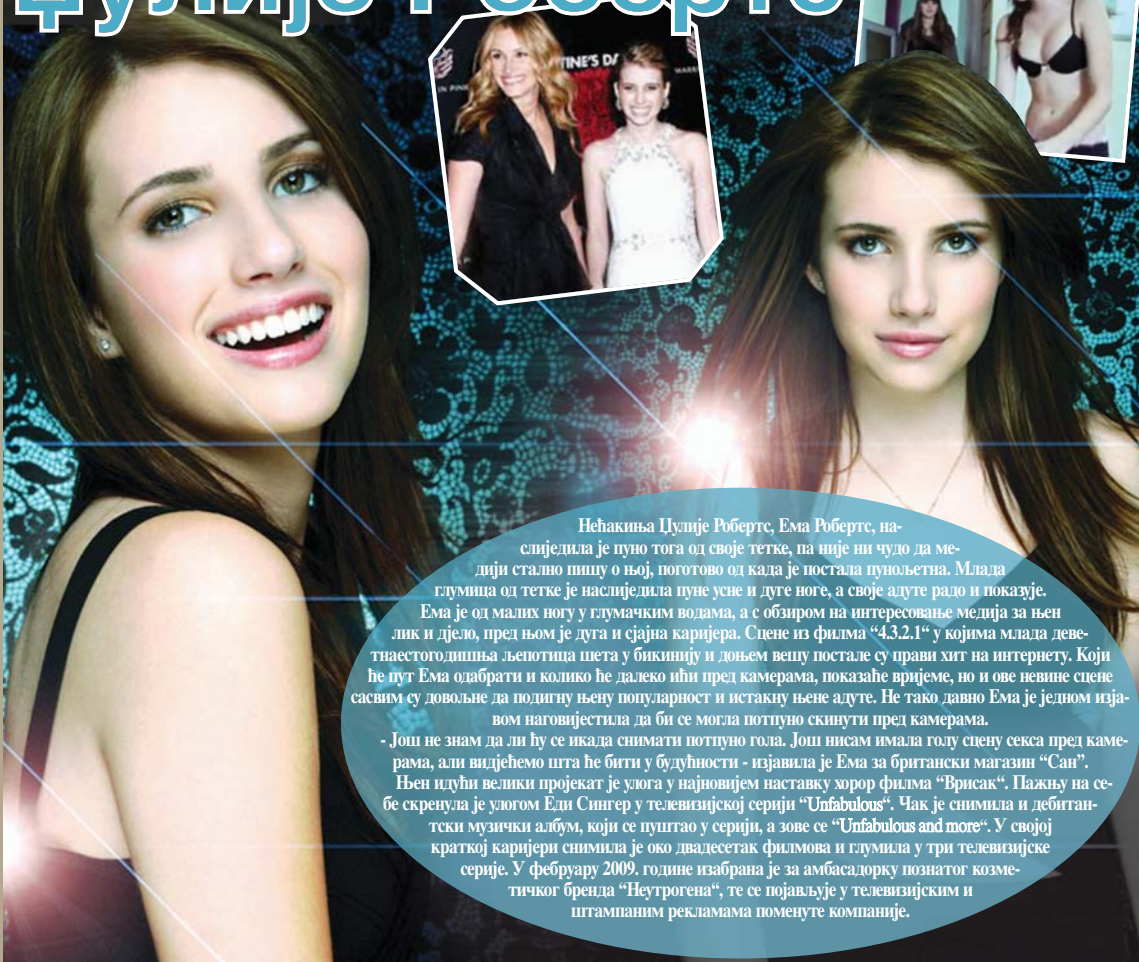 Џулије Робертс
TINE'S DA
Нећакиња Џулије Робертс, Ема Робертс, на-
слиједила је пуно тога од своје тетке, па није ни чудо да ме-
дији стално пишу о њој, поготово од када је постала пунољетна. Млада
глумица од тетке је наслиједила пуне усне и дуге ноге, а своје адуте радо и показује.
Ема је од малих ногу у глумачким водама, а с обзиром на интересовање медија за њен
лик и дјело, пред њом је дуга и сјајна каријера. Сцене из филма “4.3.2.1“ у којима млада деве-
тнаестогодишња љепотица шета у бикинију и доњем вешу постале су прави хит на интернету. Који
ће пут Ема одабрати и колико ће далеко ићи пред камерама, показаће вријеме, но и ове невине сцене
сасвим су довољне да подигну њену популарност и истакну њене адуте. Не тако давно Ема је једном изја-
вом наговијестила да би се могла потпуно скинути пред камерама.
- Још не знам да ли ћу се икада снимати потпуно гола. Још нисам имала голу сцену секса пред каме-
рама, али видјећемо шта ће бити у будућности - изјавила је Ема за британски магазин “Сан”.
Њен идући велики пројекат је улога у најновијем наставку хорор филма “Врисак“. Пажњу на се-
бе скренула је улогом Еди Сингер у телевизијској серији “Unfabulous“. Чак је снимила и дебитан-
тски музички албум, који се пуштао у серији, а зове се “Unfabulous and more“. У својој
краткој каријери снимила је око двадесетак филмова и глумила у три телевизијске
серије. У фебруару 2009. године изабрана је за амбасадорку познатог козме-
тичког бренда “Неутрогена“, те се појављује у телевизијским и
штампаним рекламама поменуте компаније.